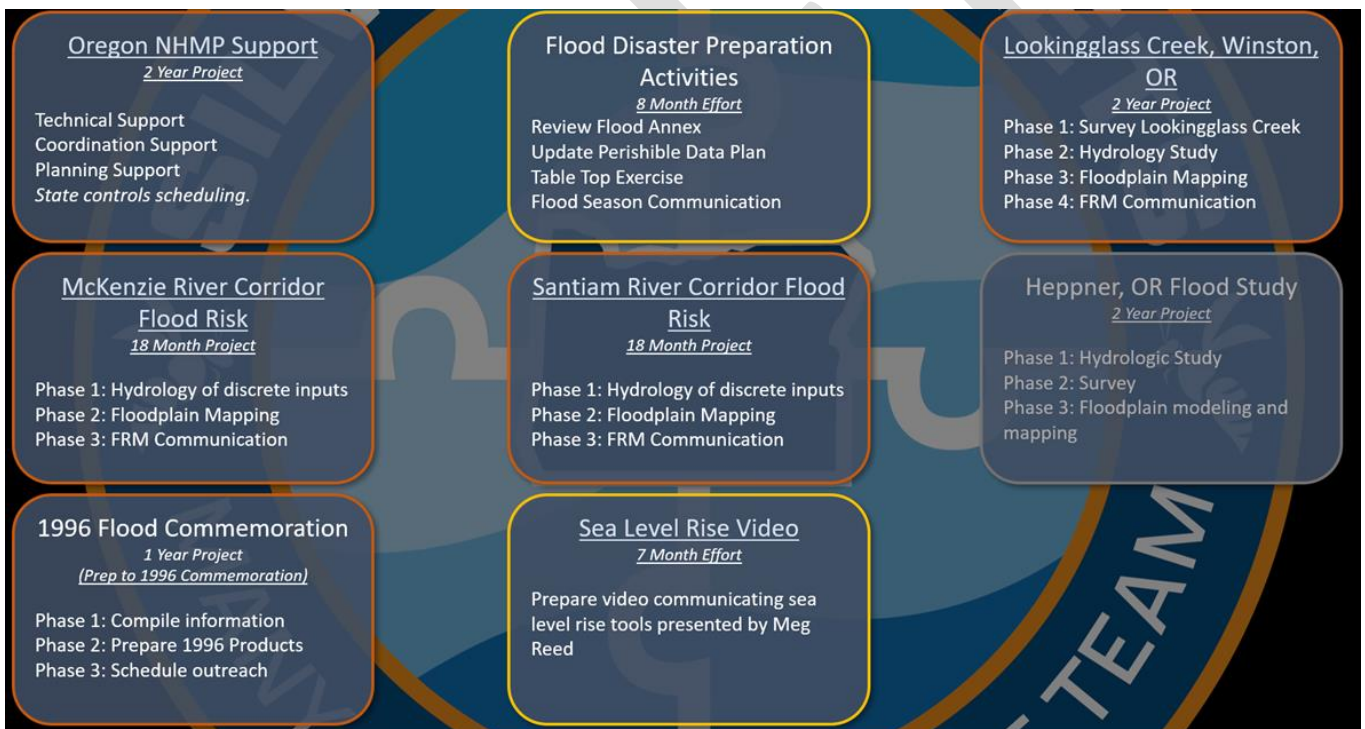 Oregon NHMP Support
2 Year Project
Technical Support
Coordination Support
Planning Support
State controls scheduling.
Flood Disaster Preparation
Activities
8 Month Effort
Review Flood Annex
Update Perishible Data Plan
Table Top Exercise
Flood Season Communication
Lookingglass Creek, Winston,
OR
2 Year Project
Phase 1: Survey Lookingglass Creek
Phase 2: Hydrology Study
Phase 3: Floodplain Mapping
Phase 4: FRM Communication
McKenzie River Corridor
Flood Risk
18 Month Project
Phase 1: Hydrology of discrete inputs
Phase 2: Floodplain Mapping
Phase 3: FRM Communication
Santiam River Corridor Flood
Risk
18 Month Project
Phase 1: Hydrology of discrete inputs
Phase 2: Floodplain Mapping
Phase 3: FRM Communication
Heppner, OR Flood Study
2 Year Project
Phase 1: Hydrologic Study
Phase 2: Survey
Phase 3: Floodplain modeling and
mapping
1996 Flood Commemoration
1 Year Project
(Prep to 1996 Commemoration)
Phase 1: Compile information
Phase 2: Prepare 1996 Products
Phase 3: Schedule outreach
Sea Level Rise Video
7 Month Effort
Prepare video communicating sea
level rise tools presented by Meg
Reed
MANY
TEAM